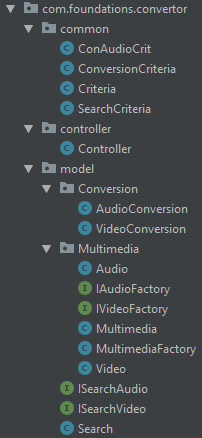 com.foundations.convertor
common
ConAudioCrit
ConversionCriteria
Criteria
SearchCriteria
controller
Controller
model
Conversion
AudioConversion
VideoConversion
Multimedia
Audio
IAudioFactory
IVideoFactory
Multimedia
MultimediaFactory
Video
ISearchAudio
ISearchVideo
Search